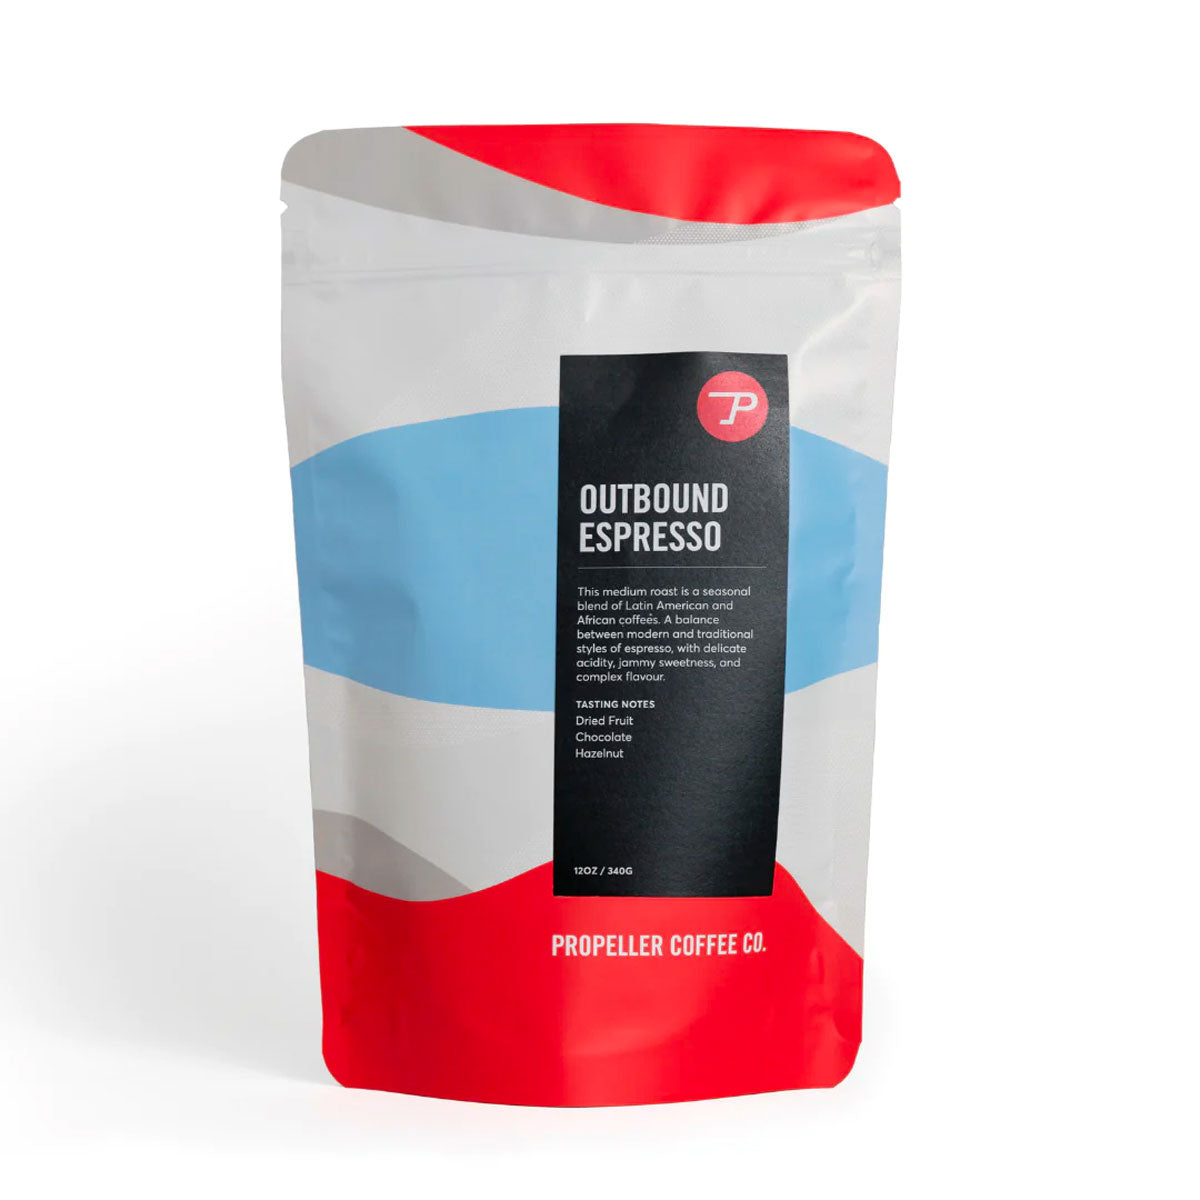 P
OUTBOUND
ESPRESSO
This medium roast is a seasonal
blend of Latin American and
African coffees. A balance
between modern and traditional
styles of espresso, with delicate
acidity, jammy sweetness, and
complex flavour.
TASTING NOTES
Dried Fruit
Chocolate
Hazelnut
12OZ / 340G
PROPELLER COFFEE CO.